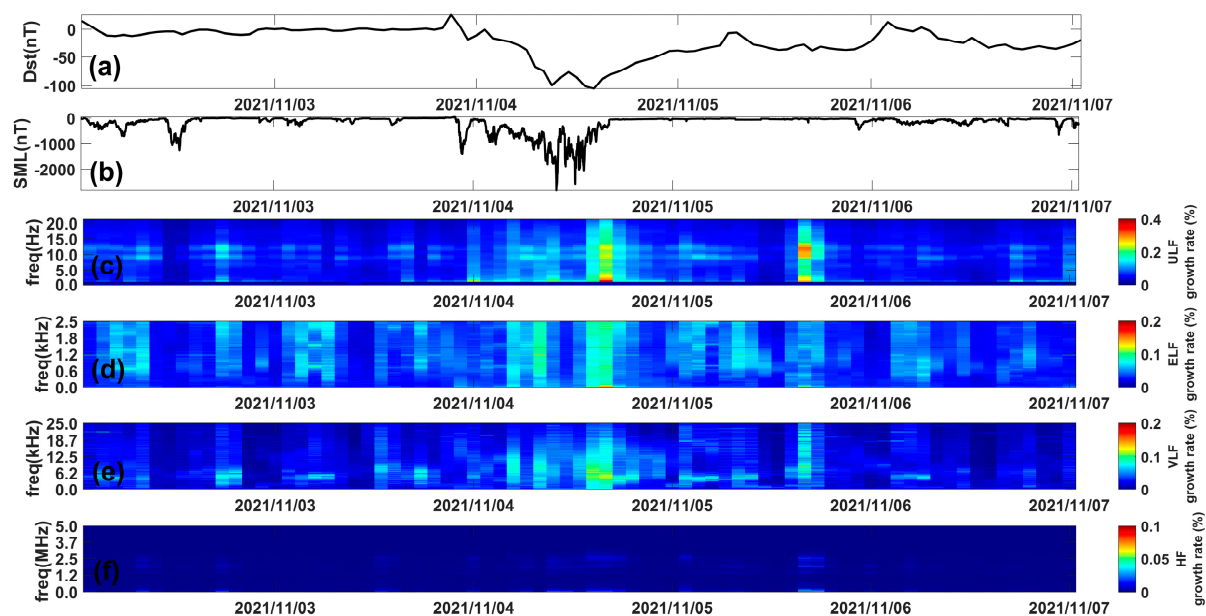 Dst(nT)
0
-50
-100
(a)
2021/11/03 2021/11/04 2021/11/05 2021/11/06 2021/11/07
SML(nT)
0
-1000
-2000
(b)
2021/11/03 2021/11/04 2021/11/05 2021/11/06 2021/11/07
freq(Hz)
20.0
15.0
10.0
5.0
0.0
(c)
0.4
0.2
0
ULF
growth rate (%)
2021/11/03 2021/11/04 2021/11/05 2021/11/06 2021/11/07
freq(kHz)
2.5
1.8
1.2
0.6
0.0
(d)
0.2
0.1
0
ELF
growth rate (%)
2021/11/03 2021/11/04 2021/11/05 2021/11/06 2021/11/07
freq(kHz)
25.0
18.7
12.5
6.2
0.0
(e)
0.2
0.1
0
VLF
growth rate (%)
2021/11/03 2021/11/04 2021/11/05 2021/11/06 2021/11/07
freq(MHz)
5.0
3.7
2.5
1.2
0.0
(f)
0.1
0.05
0
HF
growth rate (%)
2021/11/03 2021/11/04 2021/11/05 2021/11/06 2021/11/07